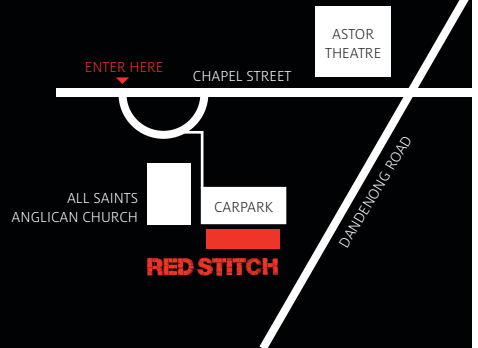 ASTOR
THEATRE
ENTER HERE
CHAPEL STREET
DANDENONG ROAD
ALL SAINTS
ANGLICAN CHURCH
CARPARK
RED STITCH